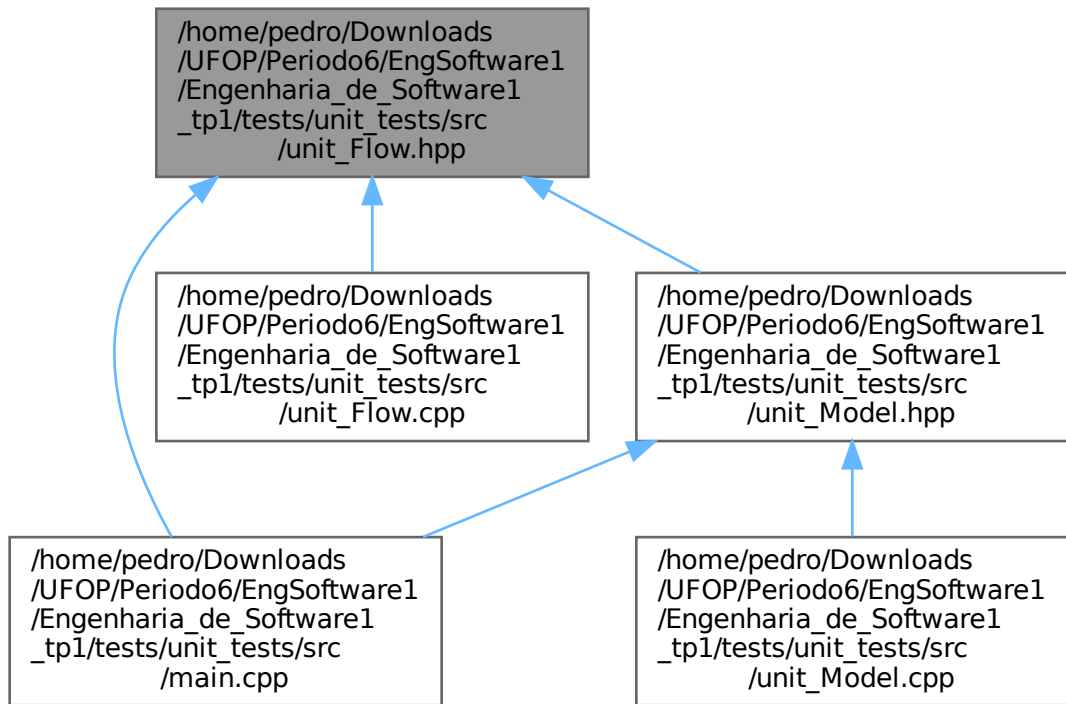 /home/pedro/Downloads
/UFOP/Periodo6/EngSoftware1
/Engenharia_de_Software1
_tp1/tests/unit_tests/src
/unit_Flow.hpp
/home/pedro/Downloads
/UFOP/Periodo6/EngSoftware1
/Engenharia_de_Software1
_tp1/tests/unit_tests/src
/unit_Flow.cpp
/home/pedro/Downloads
/UFOP/Periodo6/EngSoftware1
/Engenharia_de_Software1
_tp1/tests/unit_tests/src
/unit_Model.hpp
/home/pedro/Downloads
/UFOP/Periodo6/EngSoftware1
/Engenharia_de_Software1
_tp1/tests/unit_tests/src
/main.cpp
/home/pedro/Downloads
/UFOP/Periodo6/EngSoftware1
/Engenharia_de_Software1
_tp1/tests/unit_tests/src
/unit_Model.cpp